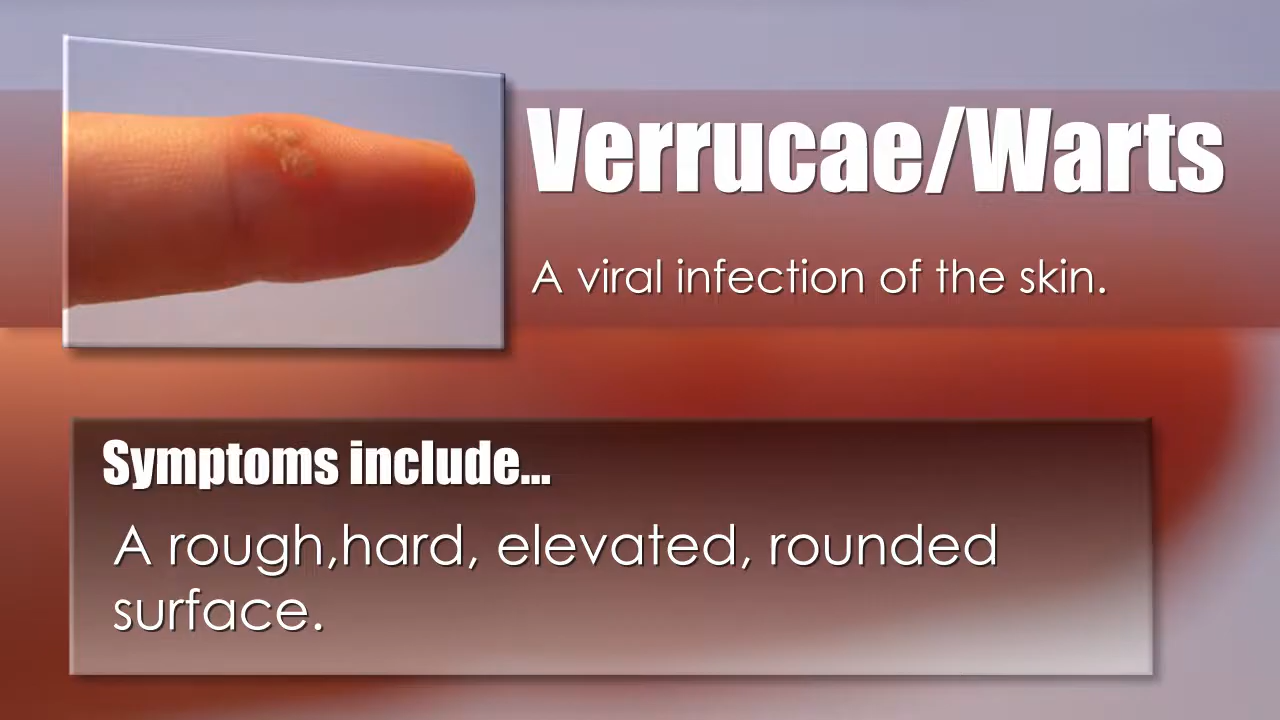 Verrucae/Warts
A viral infection of the skin.
Symptoms include...
A rough,hard, elevated, rounded
surface.